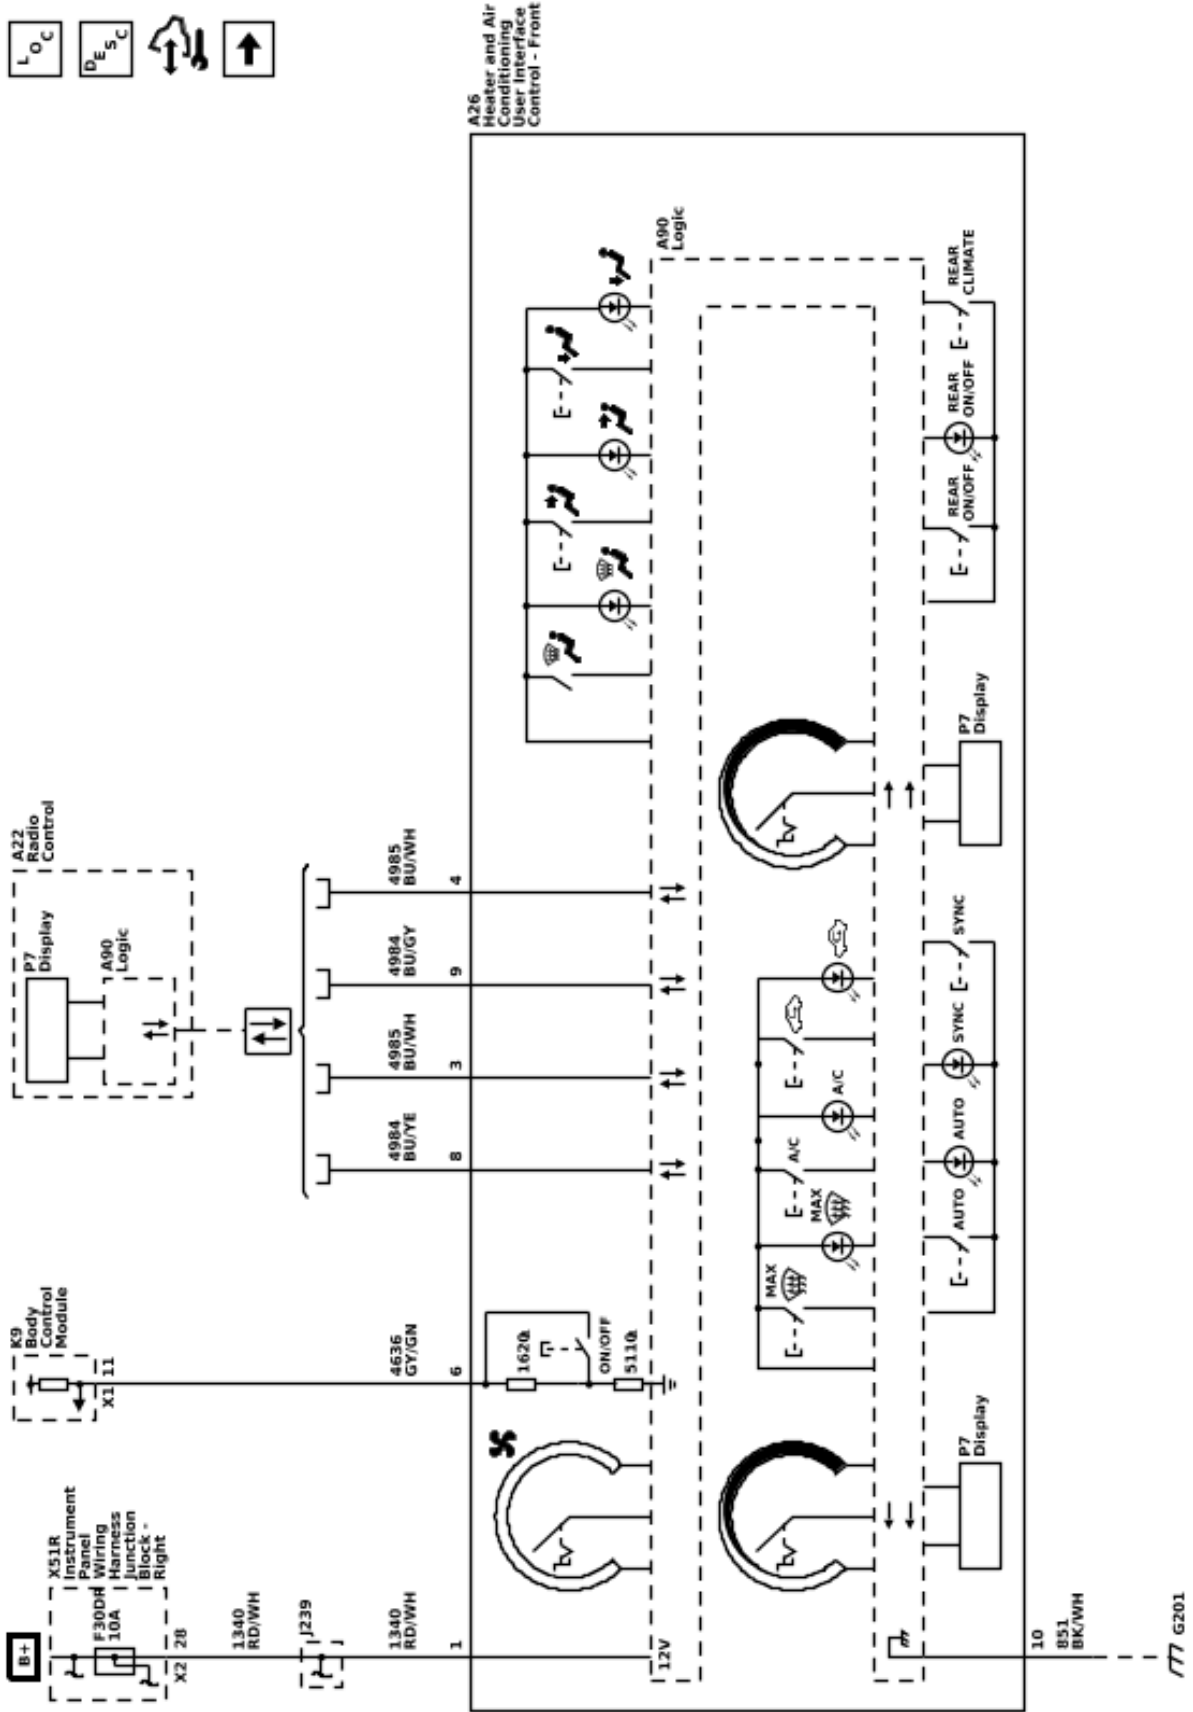 LOC
DESC
B+
X51R
Instrument
Panel
Wiring
Harness
Junction
Block -
Right
F30DR
10A
X2
28
1340
RD/WH
J239
1340
RD/WH
1
12V
K9
Body
Control
Module
X1
11
4636
GY/GN
6
1620Ω
ON/OFF
5110Ω
A22
Radio
Control
P7
Display
A90
Logic
4984
BU/YE
8
4985
BU/WH
3
4984
BU/GY
9
4985
BU/WH
4
A26
Heater and Air
Conditioning
User Interface
Control - Front
A90
Logic
MAX
MAX
A/C
A/C
P7
Display
AUTO
AUTO
SYNC
SYNC
P7
Display
REAR
ON/OFF
REAR
ON/OFF
REAR
CLIMATE
10
851
BK/WH
G201